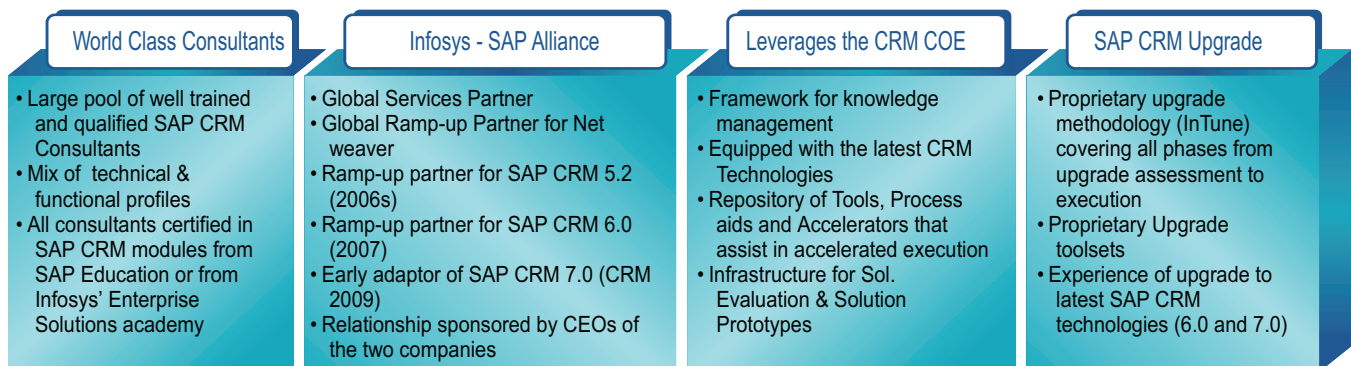 World Class Consultants
• Large pool of well trained
and qualified SAP CRM
Consultants
• Mix of technical &
functional profiles
• All consultants certified in
SAP CRM modules from
SAP Education or from
Infosys’ Enterprise
Solutions academy
Infosys - SAP Alliance
• Global Services Partner
• Global Ramp-up Partner for Net
weaver
• Ramp-up partner for SAP CRM 5.2
(2006s)
• Ramp-up partner for SAP CRM 6.0
(2007)
• Early adaptor of SAP CRM 7.0 (CRM
2009)
• Relationship sponsored by CEOs of
the two companies
Leverages the CRM COE
• Framework for knowledge
management
• Equipped with the latest CRM
Technologies
• Repository of Tools, Process
aids and Accelerators that
assist in accelerated execution
• Infrastructure for Sol.
Evaluation & Solution
Prototypes
SAP CRM Upgrade
• Proprietary upgrade
methodology (InTune)
covering all phases from
upgrade assessment to
execution
• Proprietary Upgrade
toolsets
• Experience of upgrade to
latest SAP CRM
technologies (6.0 and 7.0)